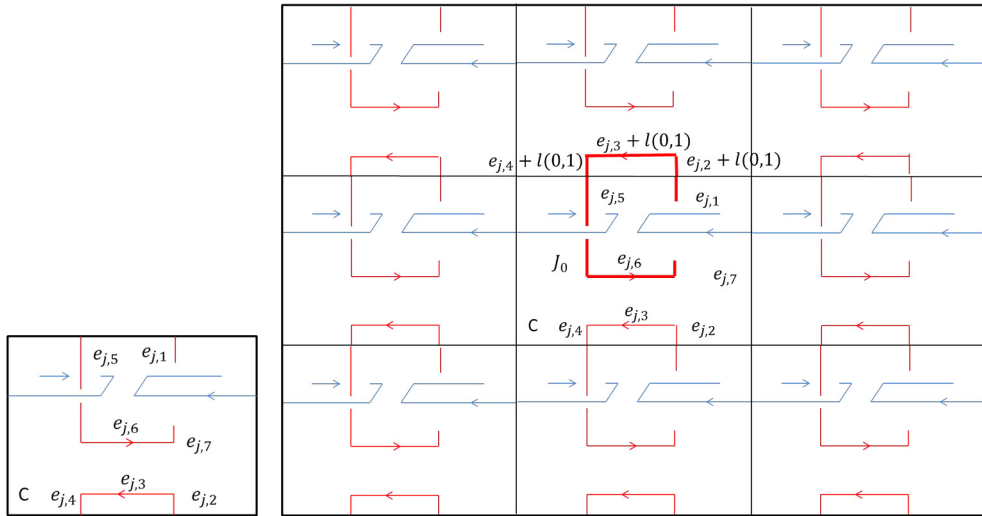 e_{j,3} + l(0,1)
e_{j,4} + l(0,1) e_{j,2} + l(0,1)
e_{j,5} e_{j,1}
J_0 e_{j,6} e_{j,7}
e_{j,3}
C e_{j,4} e_{j,2}
e_{j,5} e_{j,1}
e_{j,6}
e_{j,7}
e_{j,3}
C e_{j,4} e_{j,2}